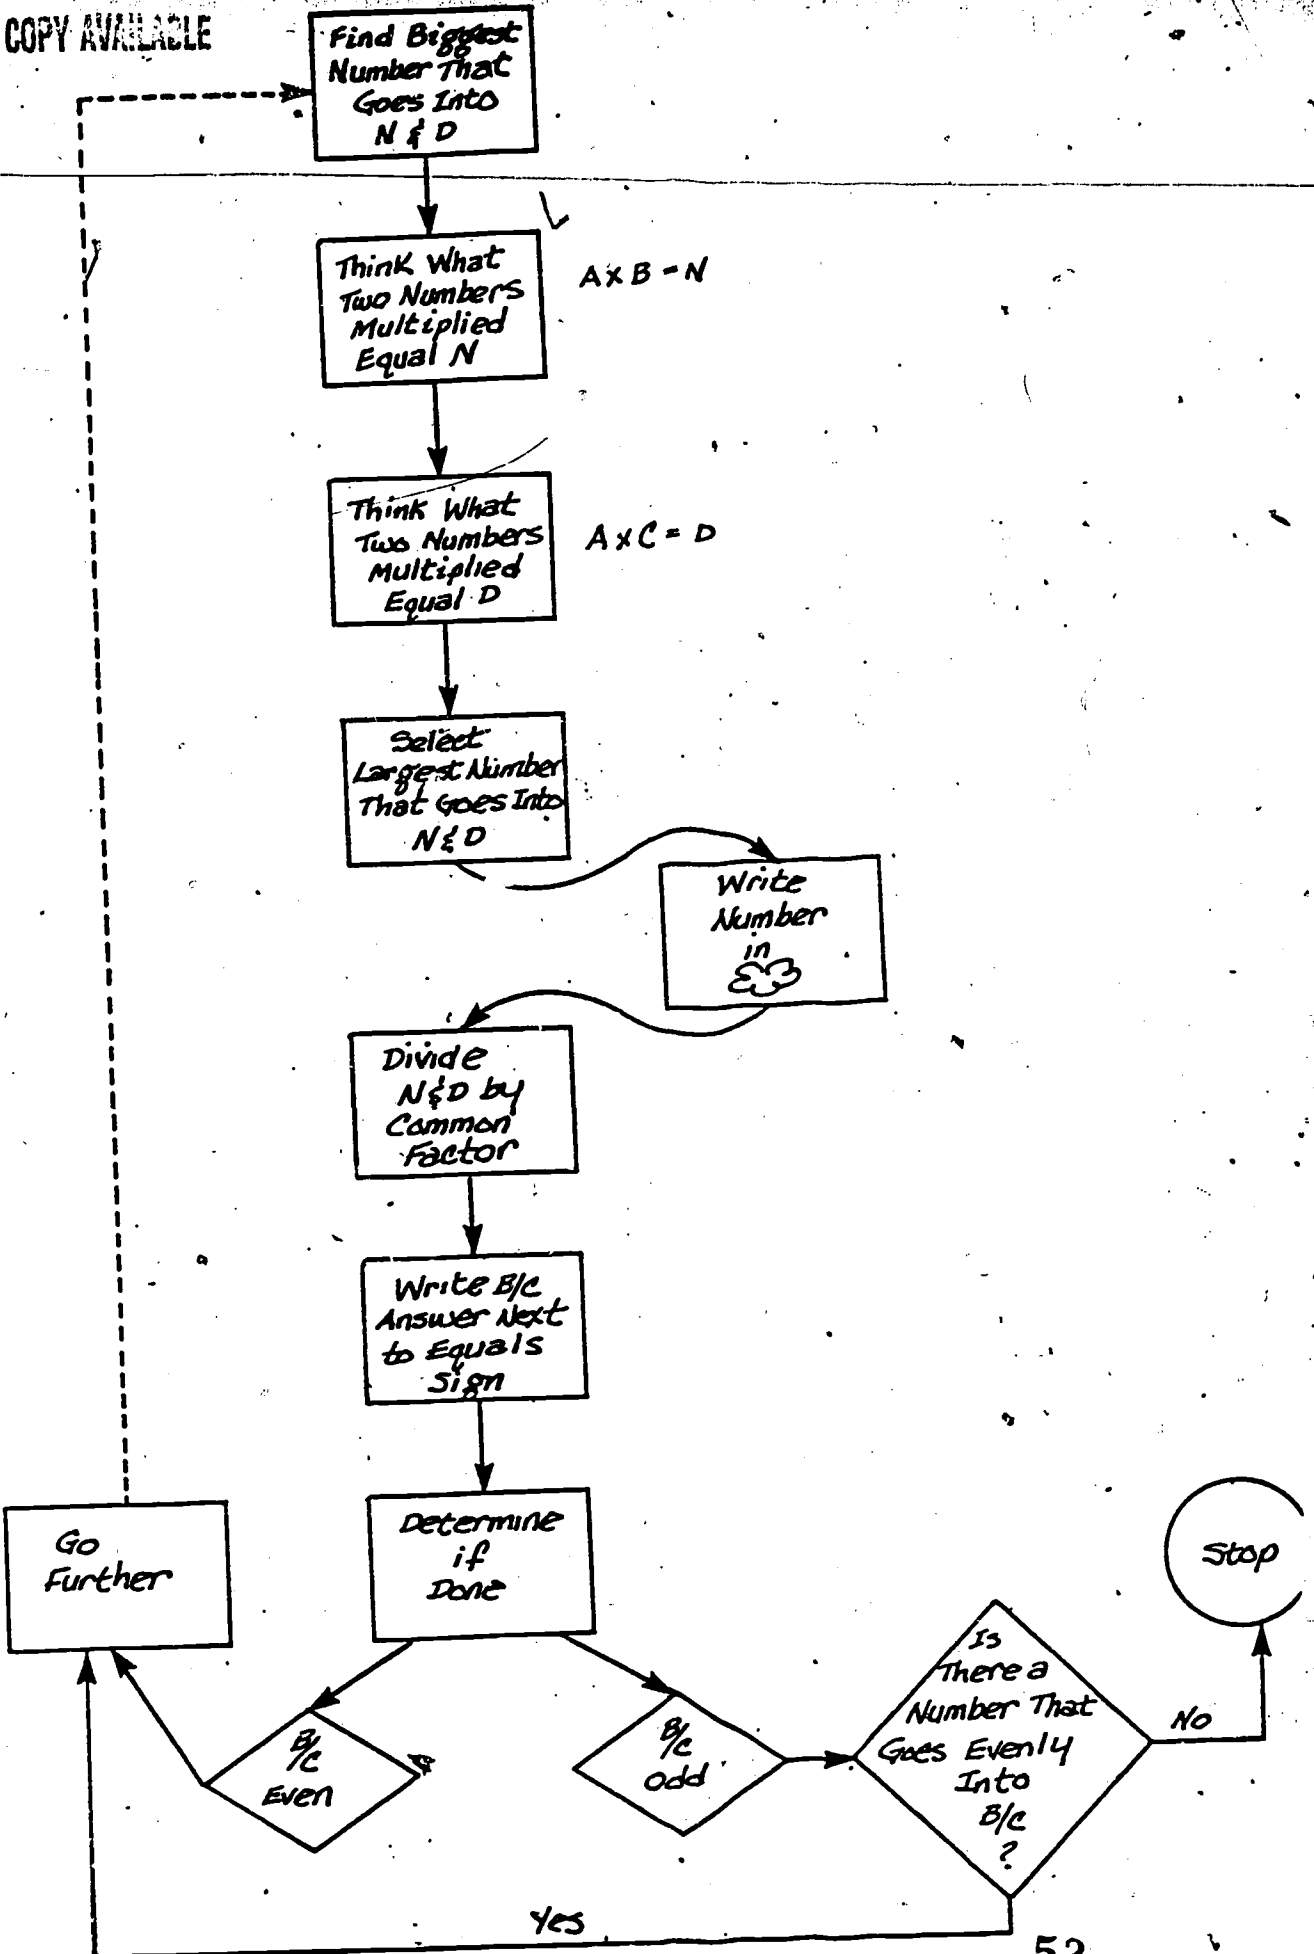 COPY AVAILABLE
Find Biggest
Number That
Goes Into
N & D
Think What
Two Numbers
Multiplied
Equal N
A x B = N
Think What
Two Numbers
Multiplied
Equal D
A x C = D
Select
Largest Number
That Goes Into
N & D
Write
Number
in
Divide
N & D by
Common
Factor
Write B/C
Answer Next
to Equals
Sign
Determine
if
Done
Go
Further
Stop
B/C
Even
B/C
Odd
Is
There a
Number That
Goes Evenly
Into
B/C
?
No
Yes